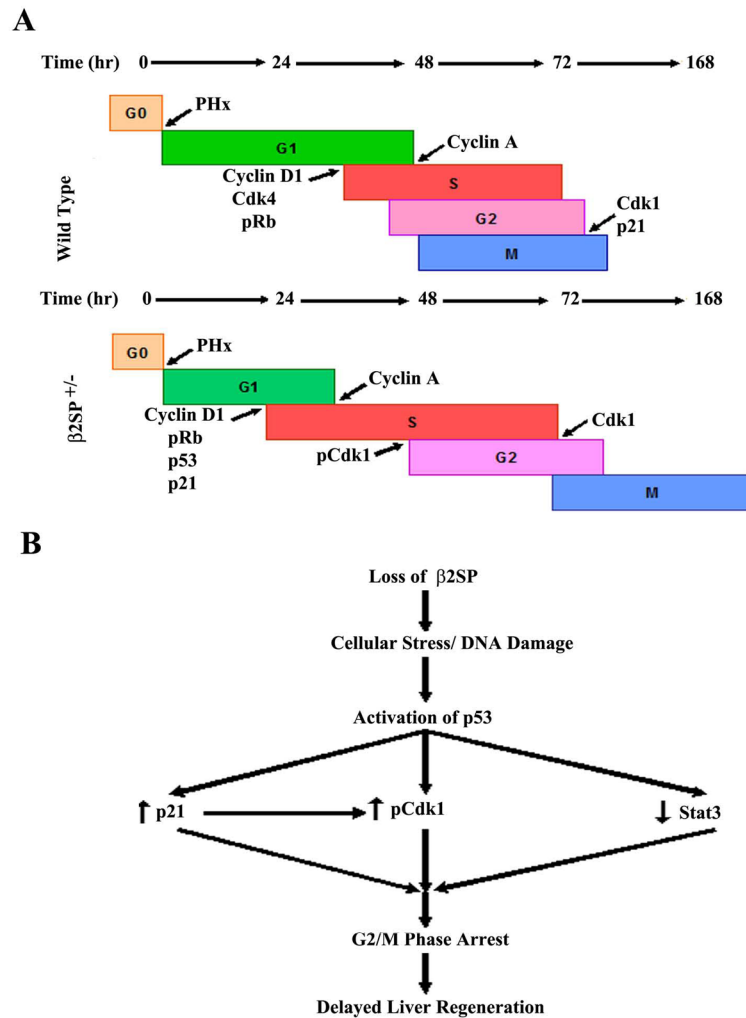 A
Time (hr) 0 24 48 72 168
G0
PHx
G1
Cyclin A
Cyclin D1
Cdk4
pRb
S
G2
Cdk1
p21
M
Wild Type
Time (hr) 0 24 48 72 168
G0
PHx
G1
Cyclin A
Cyclin D1
pRb
p53
p21
S
Cdk1
pCdk1
G2
M
β2SP +/-
B
Loss of β2SP
Cellular Stress/ DNA Damage
Activation of p53
↑ p21 ↑ pCdk1 ↓ Stat3
G2/M Phase Arrest
Delayed Liver Regeneration